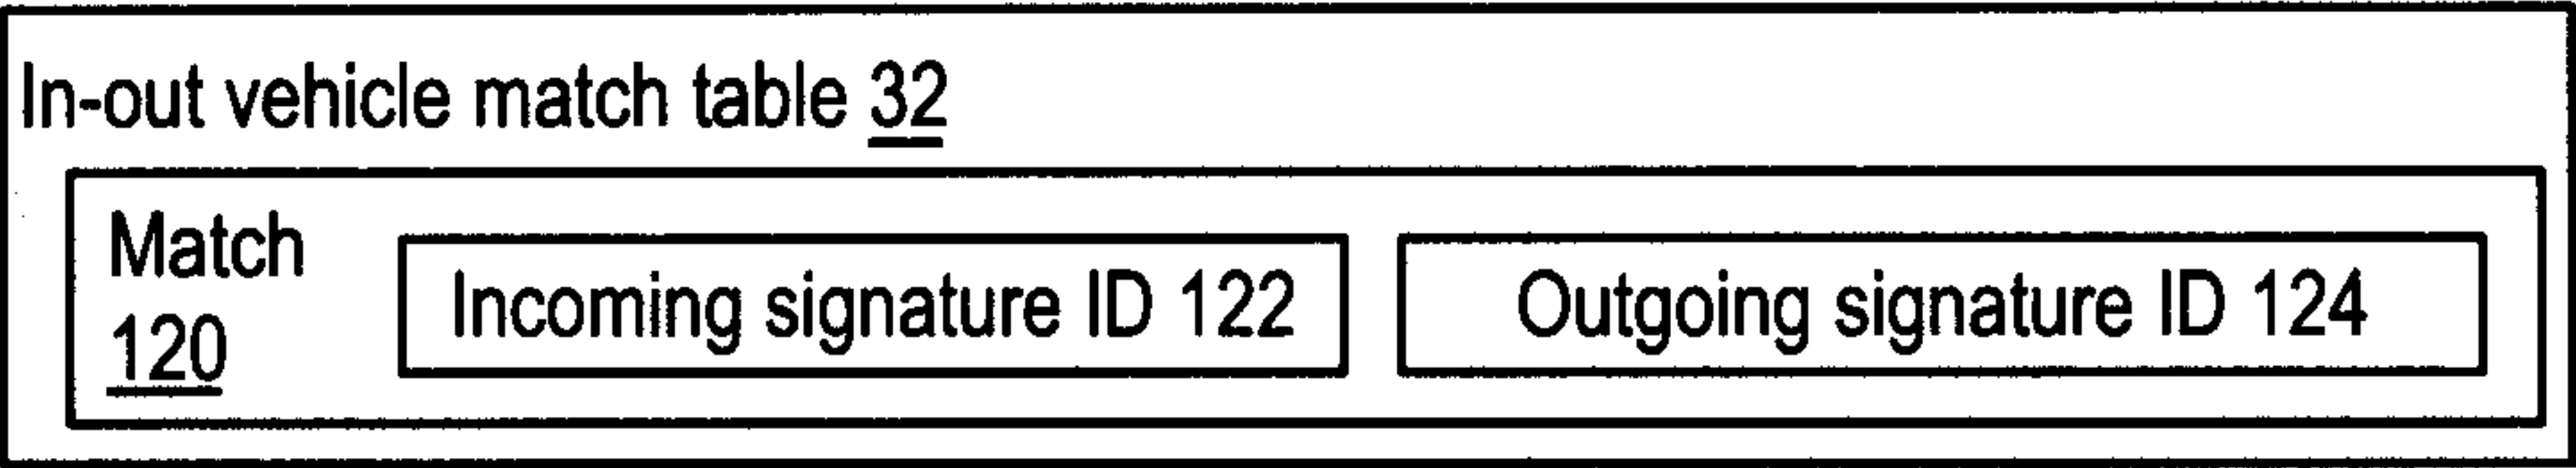 In-out vehicle match table 32
Match
120
Incoming signature ID 122
Outgoing signature ID 124